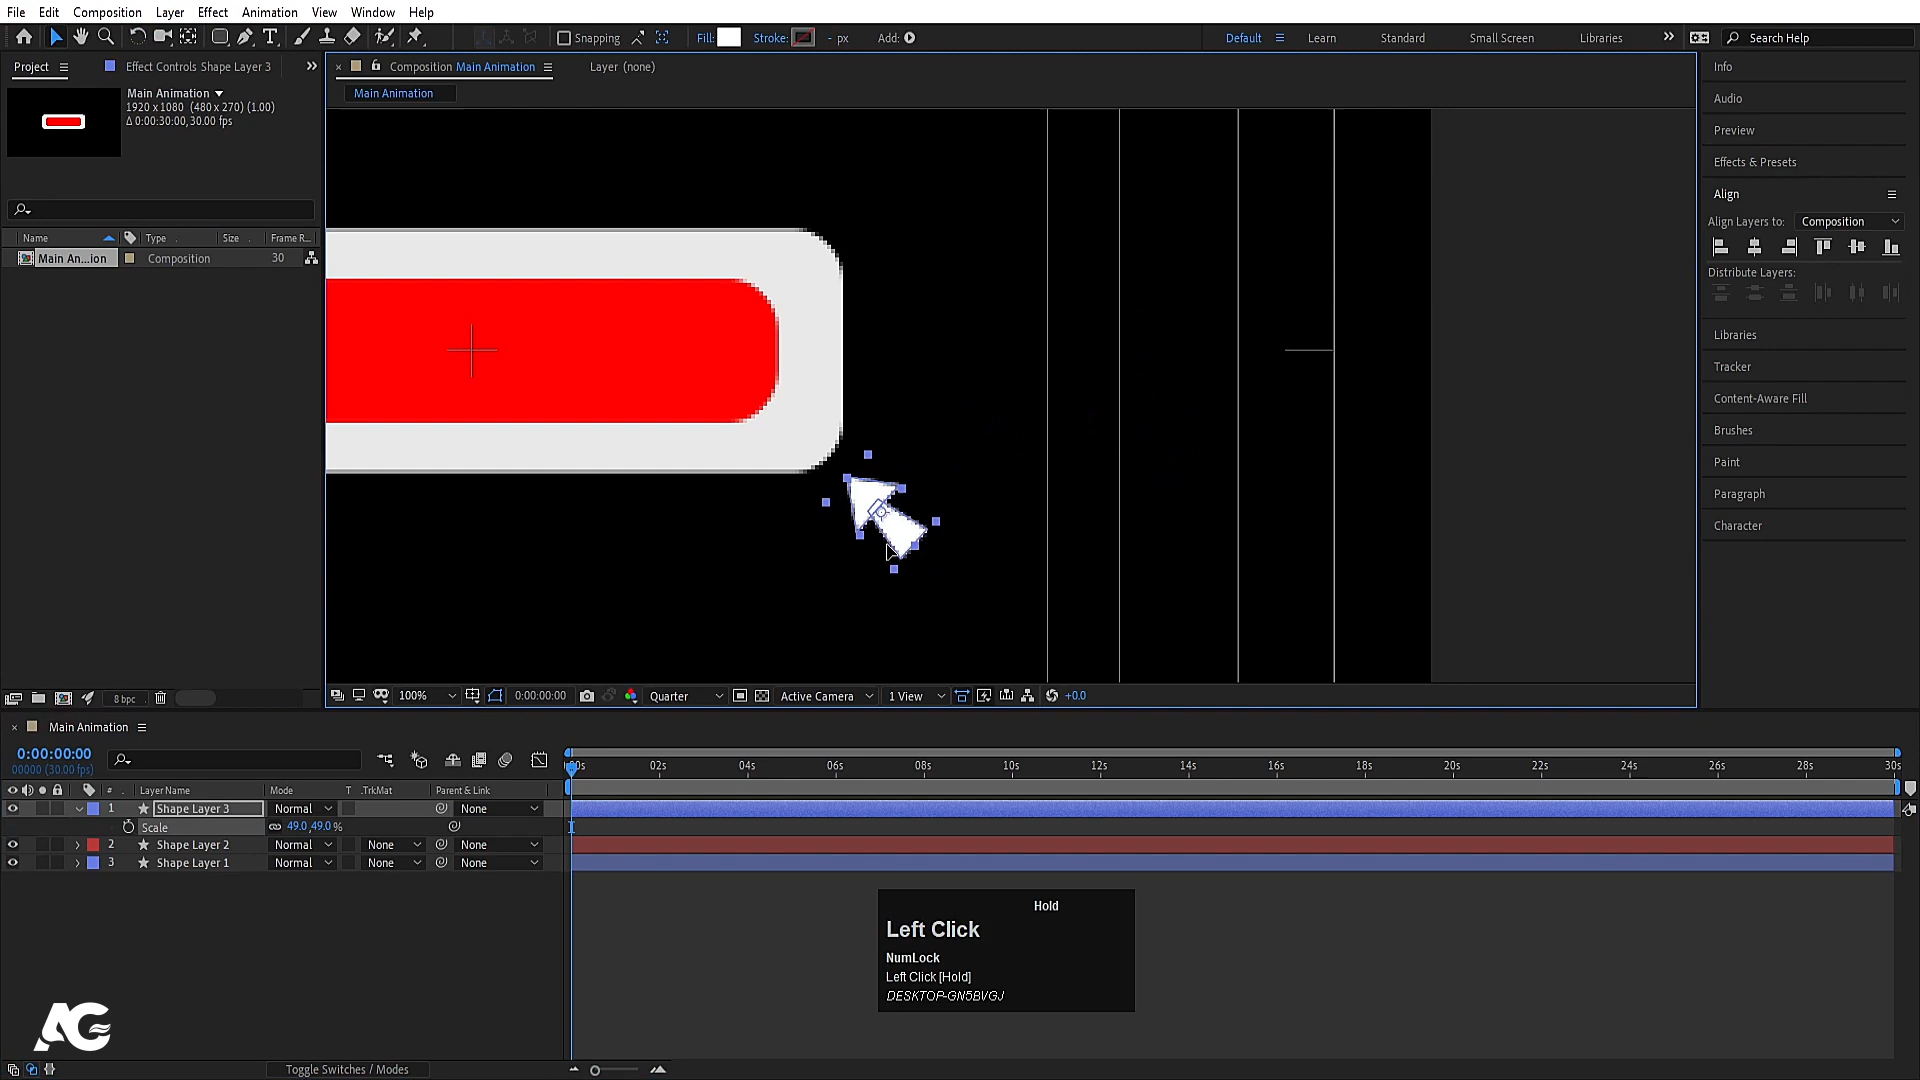 File Edit Composition Layer Effect Animation View Window Help
Snapping Fill: Stroke: - px Add: Default Learn Standard Small Screen Libraries Search Help
Project Effect Controls Shape Layer 3 Composition Main Animation Layer (none) Info
Main Animation
Main Animation
1920 x 1080 (480 x 270) (1.00)
Δ 0:00:30:00, 30.00 fps
Audio
Preview
Effects & Presets
Align
Align Layers to: Composition
Distribute Layers:
Name Type Size Frame R...
Main An...ion Composition 30
Libraries
Tracker
Content-Aware Fill
Brushes
Paint
Paragraph
Character
8 bpc
100% 0:00:00:00 Quarter Active Camera 1 View +0.0
Main Animation
0:00:00:00
00000 (30.00 fps)
02s 04s 06s 08s 10s 12s 14s 16s 18s 20s 22s 24s 26s 28s 30s
# Layer Name Mode T .TrkMat Parent & Link
1 Shape Layer 3 Normal None
Scale 49.0,49.0 %
2 Shape Layer 2 Normal None None
3 Shape Layer 1 Normal None None
Hold
Left Click
NumLock
Left Click [Hold]
DESKTOP-GN5BVGJ
AG
Toggle Switches / Modes